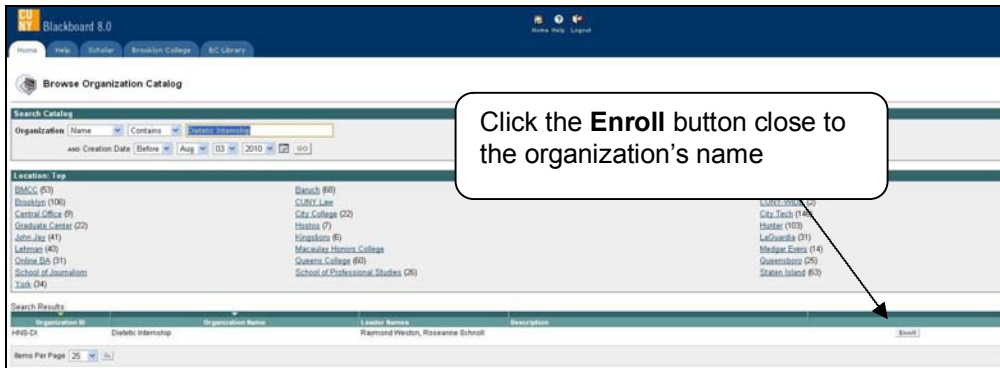 CUNY Blackboard 8.0
Home Help Logout
Home Help Scholar Brooklyn College BC Library
Browse Organization Catalog
Search Catalog
Organization Name Contains Dietetic Internship
AND Creation Date Before Aug 03 2010 GO
Click the Enroll button close to
the organization's name
Location: Top
BMCC (53) Baruch (68)
Brooklyn (106) CUNY Law CUNY-WIDE (2)
Central Office (9) City College (22) City Tech
Graduate Center (22) Hostos (7) Hunter (103)
John Jay (41) Kingsboro (6) LaGuardia (31)
Lehman (40) Macaulay Honors College Medgar Evers (14)
Online BA (31) Queens College (60) Queensboro (25)
School of Journalism School of Professional Studies (26) Staten Island (63)
York (34)
Search Results:
Organization ID Organization Name Leader Names Description
HNS-DI Dietetic Internship Raymond Weston, Roseanne Schnoll Enroll
Items Per Page 25 Go